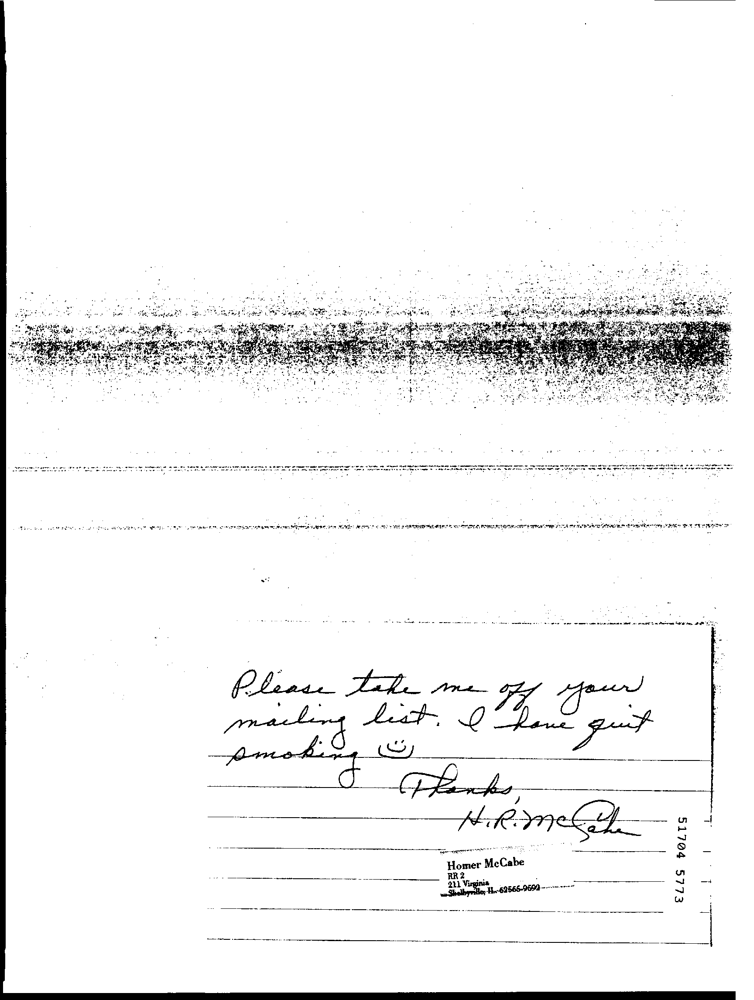 Please take me off your
mailing list. I have quit
smoking
Thanks,
H.R. McCabe
Homer McCabe
RR 2
211 Virginia
Shelbyville, IL 62565-9692
51704 5773